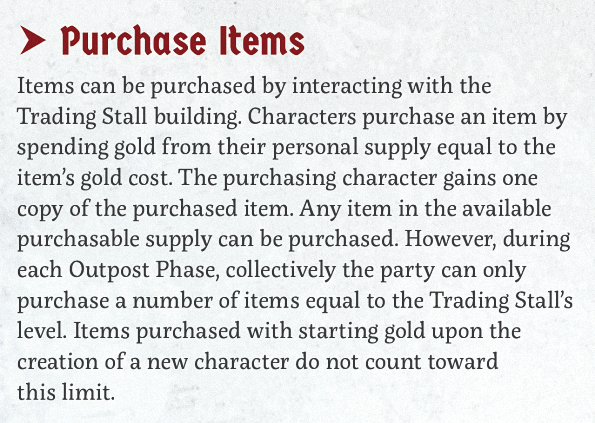 Purchase Items
Items can be purchased by interacting with the
Trading Stall building. Characters purchase an item by
spending gold from their personal supply equal to the
item’s gold cost. The purchasing character gains one
copy of the purchased item. Any item in the available
purchasable supply can be purchased. However, during
each Outpost Phase, collectively the party can only
purchase a number of items equal to the Trading Stall’s
level. Items purchased with starting gold upon the
creation of a new character do not count toward
this limit.